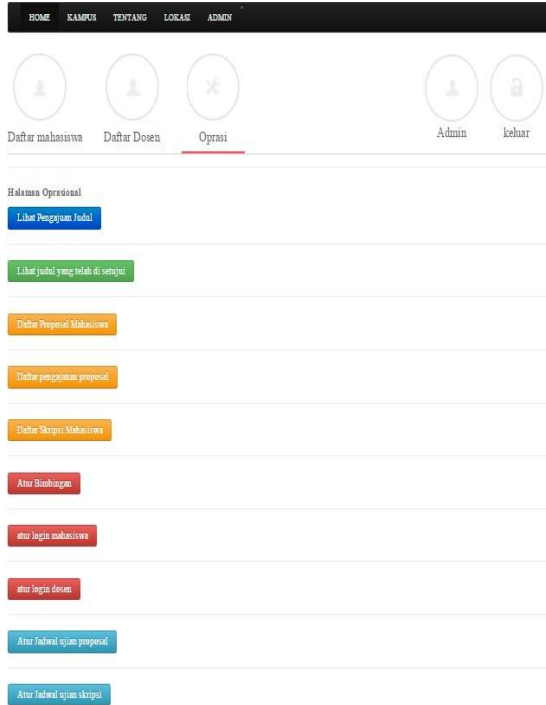 HOME KAMPUS TENTANG LOKASI ADMIN
Daftar mahasiswa Daftar Dosen Oprasi Admin keluar
Halaman Oprasional
Lihat Pengajuan Judul
Lihat judul yang telah di setujui
Daftar Proposal Mahasiswa
Daftar pengajauan proposal
Daftar Skripsi Mahasiswa
Atur Bimbingan
atur login mahasiswa
atur login dosen
Atur Jadwal ujian proposal
Atur Jadwal ujian skripsi